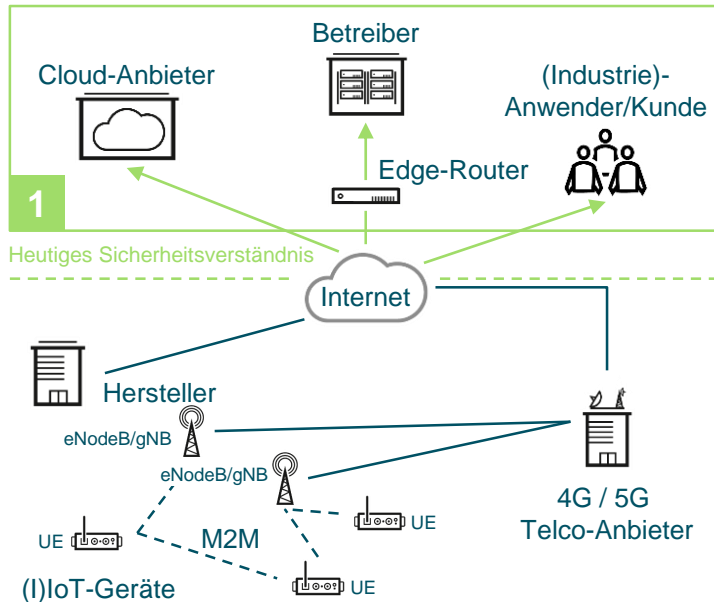 Betreiber
Cloud-Anbieter
(Industrie)-
Anwender/Kunde
Edge-Router
1
Heutiges Sicherheitsverständnis
Internet
Hersteller
eNodeB/gNB
eNodeB/gNB
4G / 5G
Telco-Anbieter
UE
M2M
UE
UE
(I)IoT-Geräte